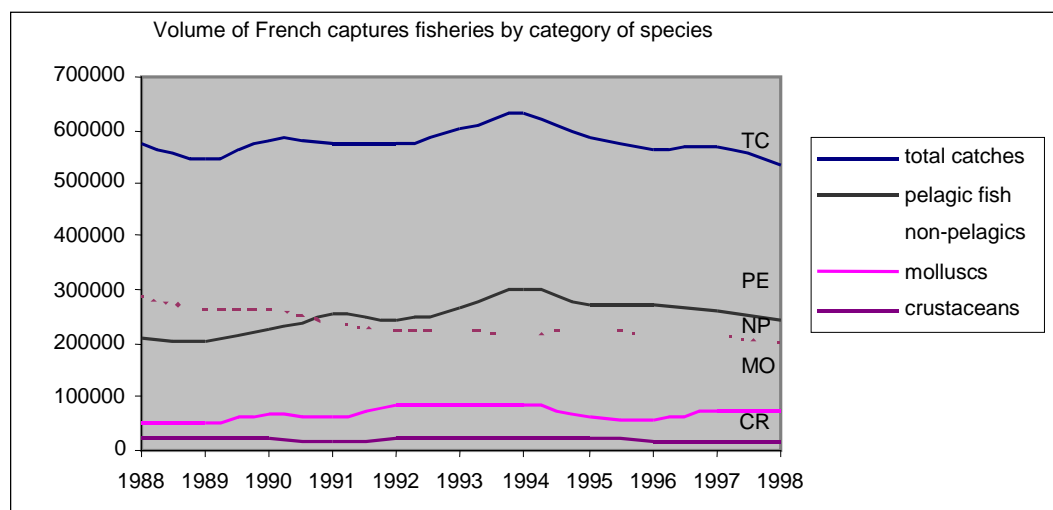 Volume of French captures fisheries by category of species
700000
600000
500000
400000
300000
200000
100000
0
1988 1989 1990 1991 1992 1993 1994 1995 1996 1997 1998
TC
PE
NP
MO
CR
total catches
pelagic fish
non-pelagics
molluscs
crustaceans